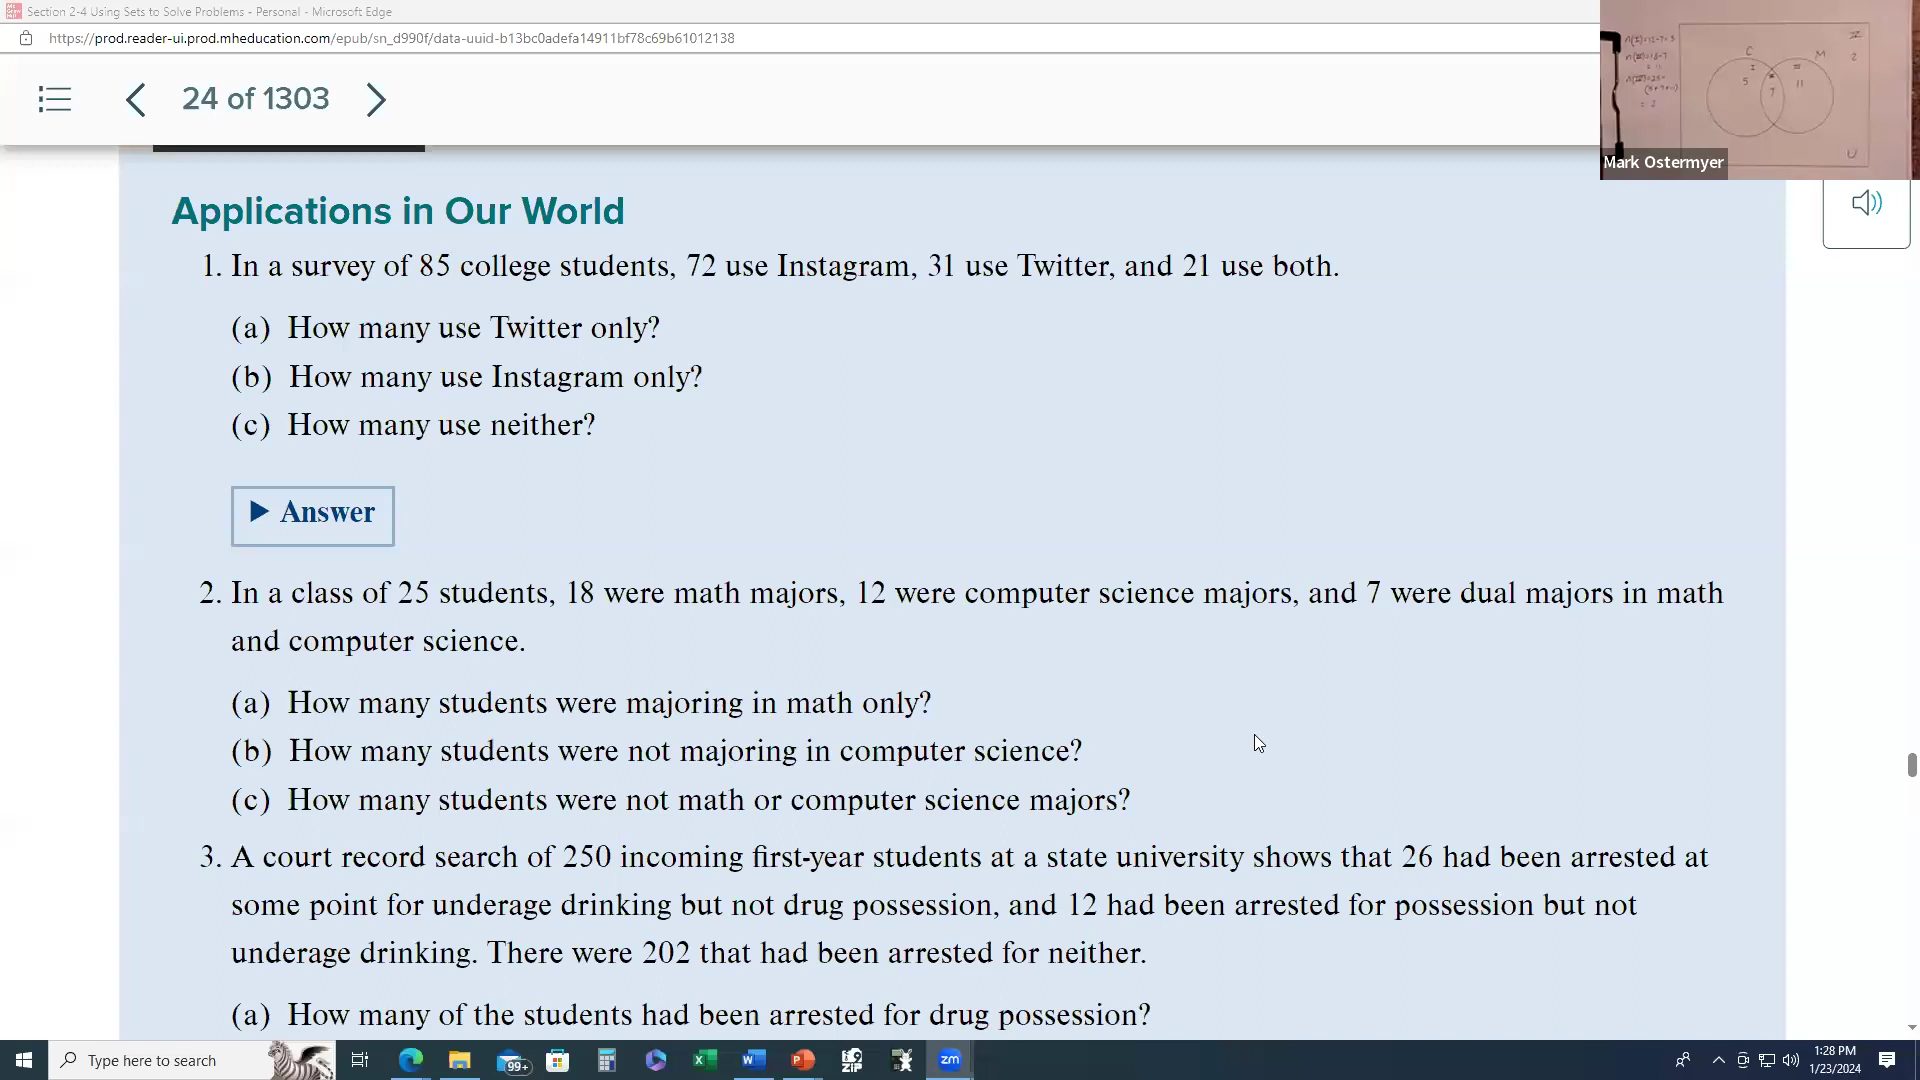 Section 2-4 Using Sets to Solve Problems - Personal - Microsoft Edge
https://prod.reader-ui.prod.mheducation.com/epub/sn_d990f/data-uuid-b13bc0adefa14911bf78c69b61012138
24 of 1303
C
M
I
5
7
11
2
U
Mark Ostermyer
Applications in Our World
1. In a survey of 85 college students, 72 use Instagram, 31 use Twitter, and 21 use both.
(a) How many use Twitter only?
(b) How many use Instagram only?
(c) How many use neither?
Answer
2. In a class of 25 students, 18 were math majors, 12 were computer science majors, and 7 were dual majors in math
and computer science.
(a) How many students were majoring in math only?
(b) How many students were not majoring in computer science?
(c) How many students were not math or computer science majors?
3. A court record search of 250 incoming first-year students at a state university shows that 26 had been arrested at
some point for underage drinking but not drug possession, and 12 had been arrested for possession but not
underage drinking. There were 202 that had been arrested for neither.
(a) How many of the students had been arrested for drug possession?
Type here to search
99+
zm
1:28 PM
1/23/2024